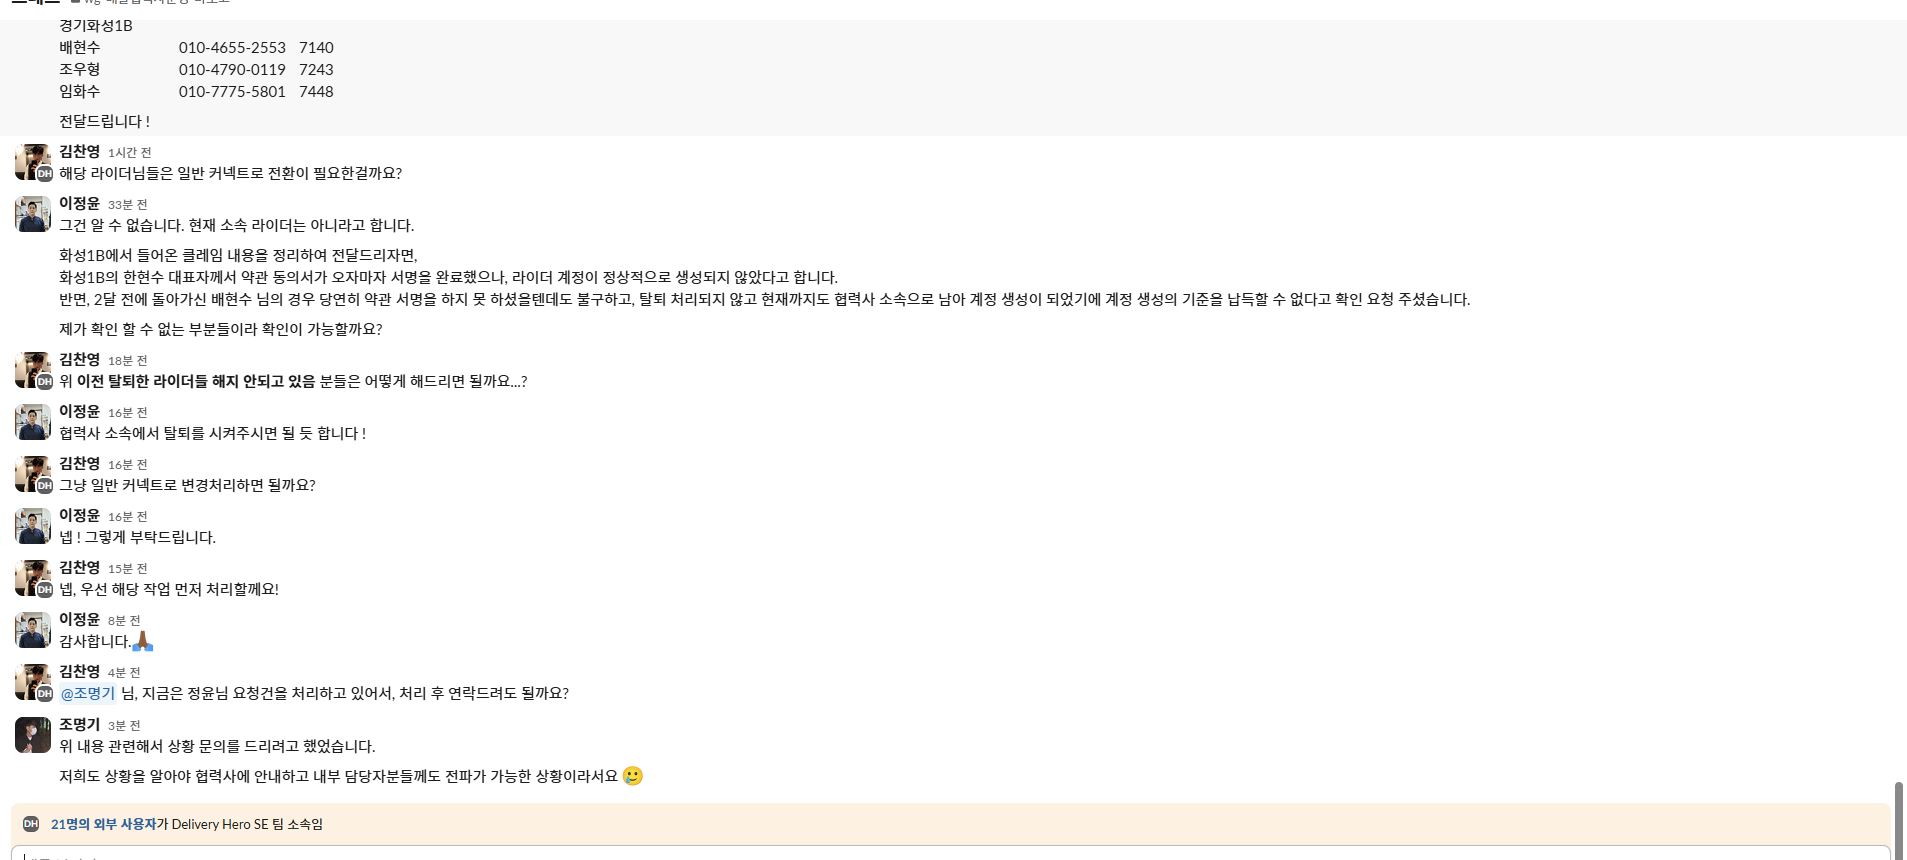 경기화성1B
배현수 010-4655-2553 7140
조우형 010-4790-0119 7243
임화수 010-7775-5801 7448
전달드립니다 !
김찬영 1시간 전
DH 해당 라이더님들은 일반 커넥트로 전환이 필요한걸까요?
이정윤 33분 전
그건 알 수 없습니다. 현재 소속 라이더는 아니라고 합니다.
화성1B에서 들어온 클레임 내용을 정리하여 전달드리자면,
화성1B의 한현수 대표자께서 약관 동의서가 오자마자 서명을 완료했으나, 라이더 계정이 정상적으로 생성되지 않았다고 합니다.
반면, 2달 전에 돌아가신 배현수 님의 경우 당연히 약관 서명을 하지 못 하셨을텐데도 불구하고, 탈퇴 처리되지 않고 현재까지도 협력사 소속으로 남아 계정 생성이 되었기에 계정 생성의 기준을 납득할 수 없다고 확인 요청 주셨습니다.
제가 확인 할 수 없는 부분들이라 확인이 가능할까요?
김찬영 18분 전
DH 위 이전 탈퇴한 라이더들 해지 안되고 있음 분들은 어떻게 해드리면 될까요...?
이정윤 16분 전
협력사 소속에서 탈퇴를 시켜주시면 될 듯 합니다 !
김찬영 16분 전
DH 그냥 일반 커넥트로 변경처리하면 될까요?
이정윤 16분 전
넵 ! 그렇게 부탁드립니다.
김찬영 15분 전
DH 넵, 우선 해당 작업 먼저 처리할께요!
이정윤 8분 전
감사합니다.
김찬영 4분 전
DH @조명기 님, 지금은 정윤님 요청건을 처리하고 있어서, 처리 후 연락드려도 될까요?
조명기 3분 전
위 내용 관련해서 상황 문의를 드리려고 했었습니다.
저희도 상황을 알아야 협력사에 안내하고 내부 담당자분들께도 전파가 가능한 상황이라서요
DH 21명의 외부 사용자가 Delivery Hero SE 팀 소속임